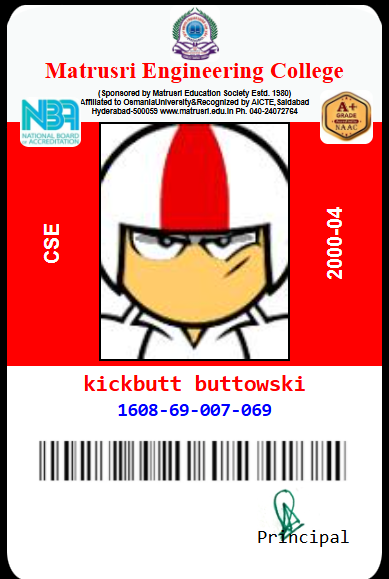 Matrusri Engineering College
(Sponsored by Matrusri Education Society Estd. 1980)
Affiliated to OsmaniaUniversity&Recognized by AICTE,Saidabad
Hyderabad-500059 www.matrusri.edu.in Ph. 040-24072764
NBA
NATIONAL BOARD
of ACCREDITATION
A+
GRADE
NAAC
CSE
2000-04
kickbutt buttowski
1608-69-007-069
Principal